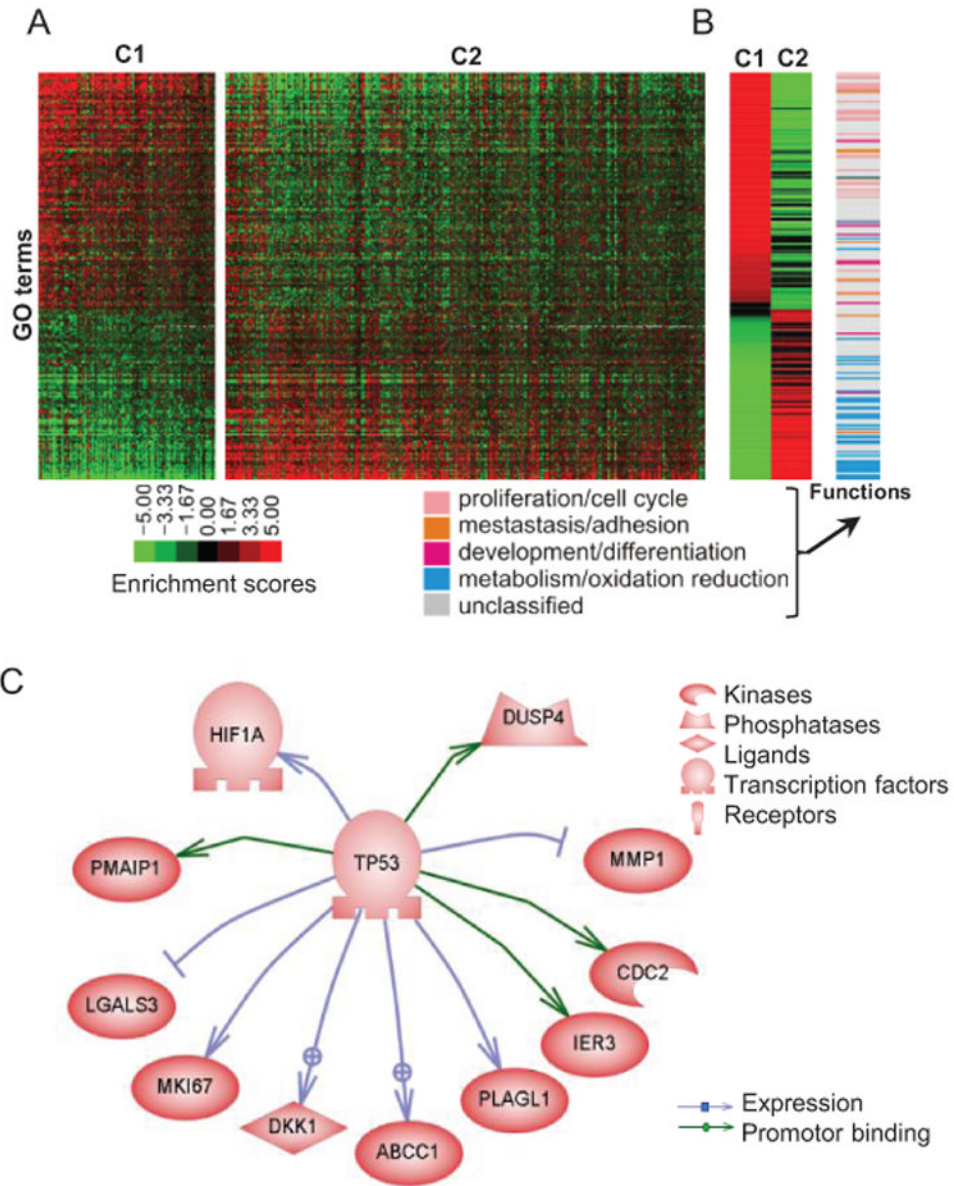 A
B
C1
C2
C1 C2
GO terms
−5.00
−3.33
−1.67
0.00
1.67
3.33
5.00
Enrichment scores
proliferation/cell cycle
mestastasis/adhesion
development/differentiation
metabolism/oxidation reduction
unclassified
Functions
C
HIF1A
DUSP4
Kinases
Phosphatases
Ligands
Transcription factors
Receptors
TP53
PMAIP1
MMP1
LGALS3
CDC2
IER3
MKI67
DKK1
ABCC1
PLAGL1
Expression
Promotor binding